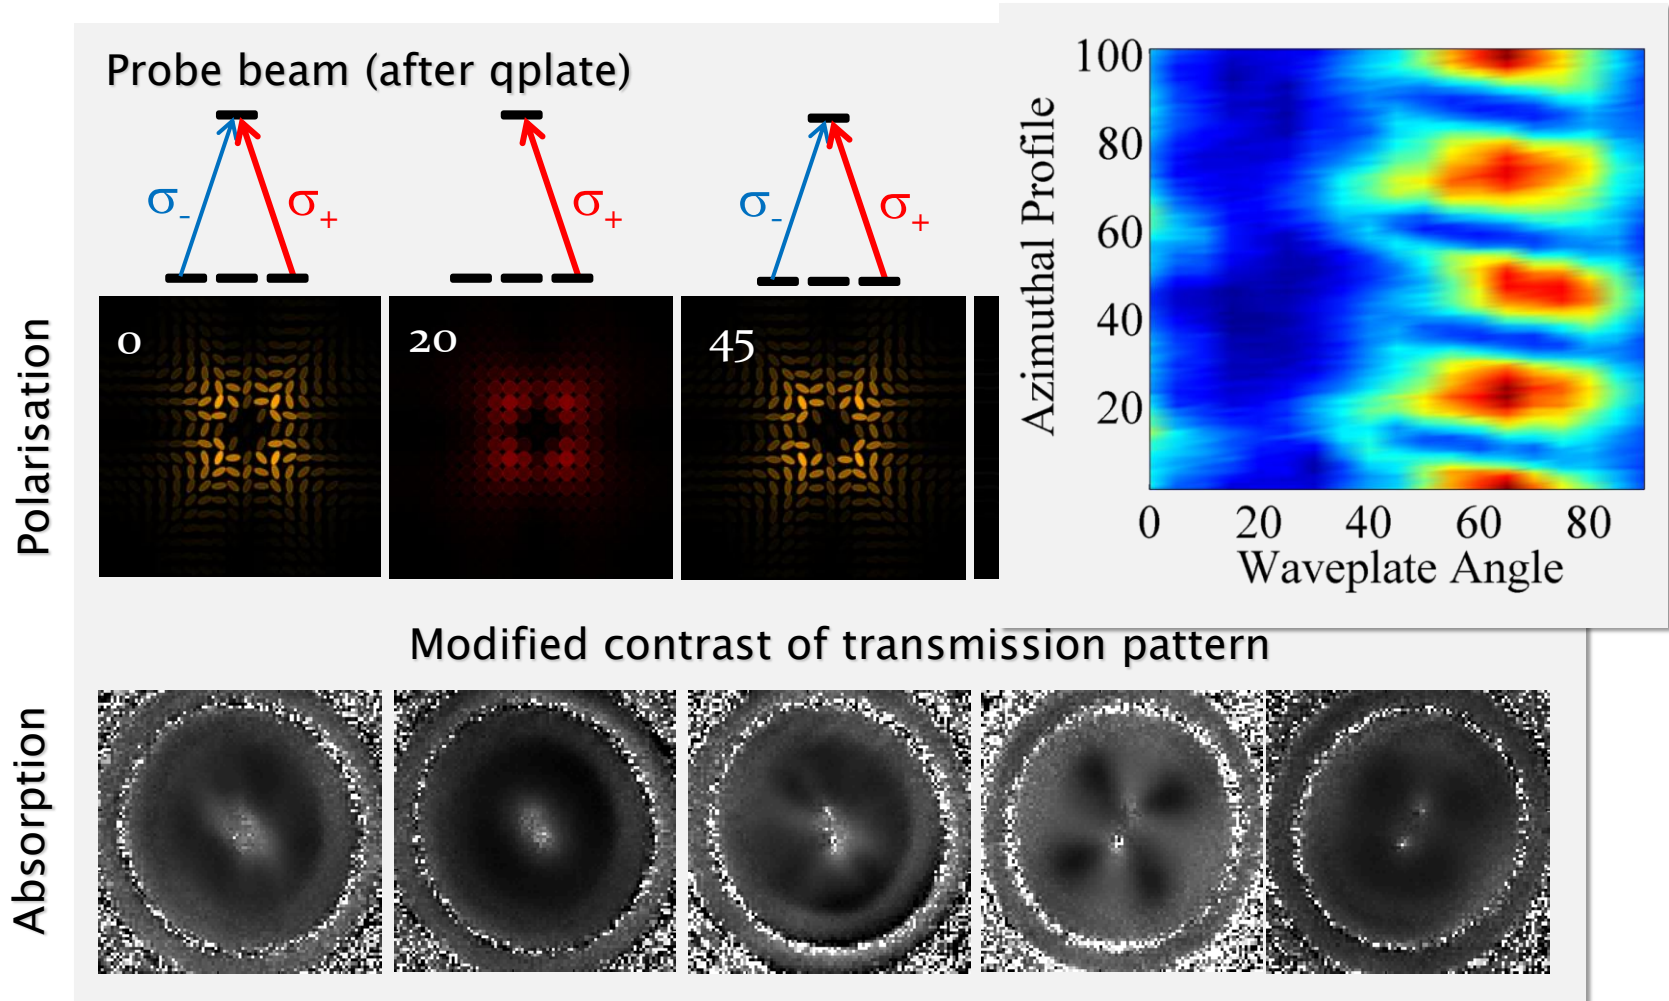 Probe beam (after qplate)
σ-
σ+
σ+
σ-
σ+
Polarisation
0
20
45
Azimuthal Profile
100
80
60
40
20
0 20 40 60 80
Waveplate Angle
Modified contrast of transmission pattern
Absorption